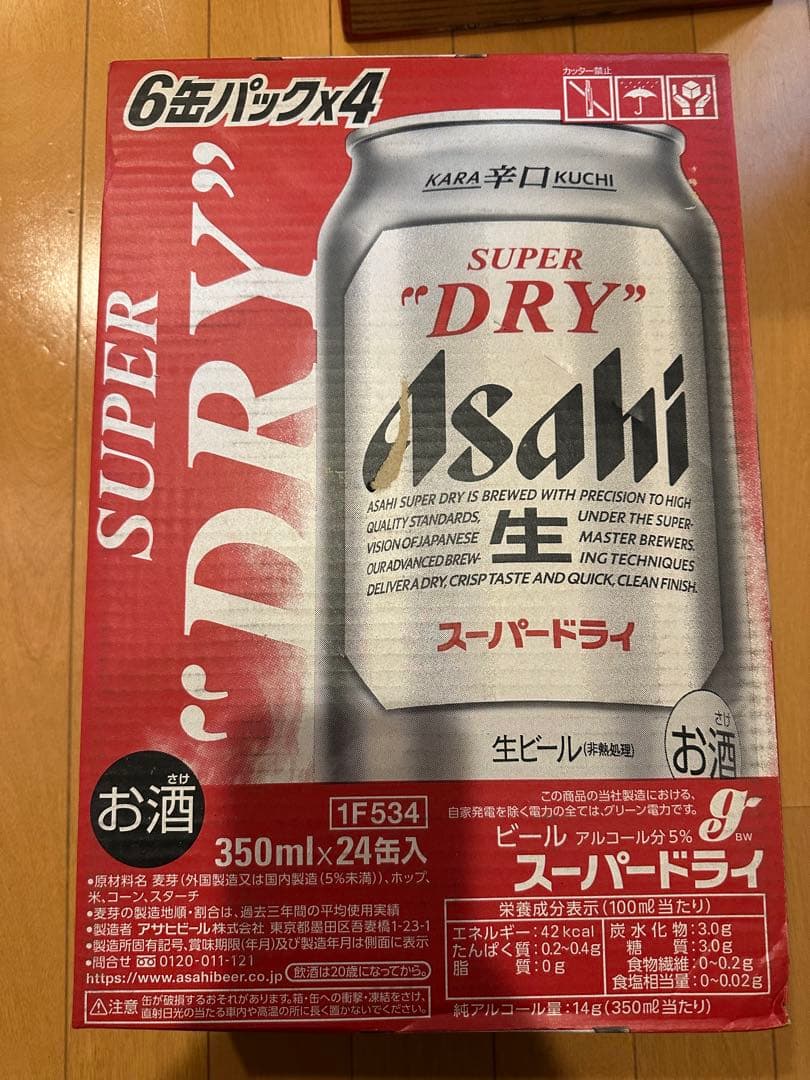 6缶パックx4
カッター禁止
KARA 辛口 KUCHI
SUPER
"DRY"
Asahi
ASAHI SUPER DRY IS BREWED WITH PRECISION TO HIGH
QUALITY STANDARDS, UNDER THE SUPER-
VISION OF JAPANESE MASTER BREWERS.
OUR ADVANCED BREW- ING TECHNIQUES
生
DELIVER A DRY, CRISP TASTE AND QUICK, CLEAN FINISH.
スーパードライ
生ビール(非熱処理)
さけ
お酒
SUPER
"DRY"
さけ
お酒
1F534
350ml×24缶入
この商品の当社製造における、
自家発電を除く電力の全ては、グリーン電力です。
g
BW
ビール アルコール分5%
スーパードライ
●原材料名 麦芽(外国製造又は国内製造(5%未満))、ホップ、
米、コーン、スターチ
●麦芽の製造地順・割合は、過去三年間の平均使用実績
●製造者 アサヒビール株式会社 東京都墨田区吾妻橋1-23-1
●製造所固有記号、賞味期限(年月)及び製造年月は側面に表示
●問合せ 0120-011-121
https://www.asahibeer.co.jp 飲酒は20歳になってから。
⚠注意 缶が破損するおそれがあります。箱・缶への衝撃・凍結をさけ、
直射日光の当たる車内や高温の所に長く置かないでください。
栄養成分表示(100ml当たり)
エネルギー:42kcal 炭水化物:3.0g
たんぱく質:0.2~0.4g 糖質:3.0g
脂質:0g 食物繊維:0~0.2g
食塩相当量:0~0.02g
純アルコール量:14g(350ml当たり)